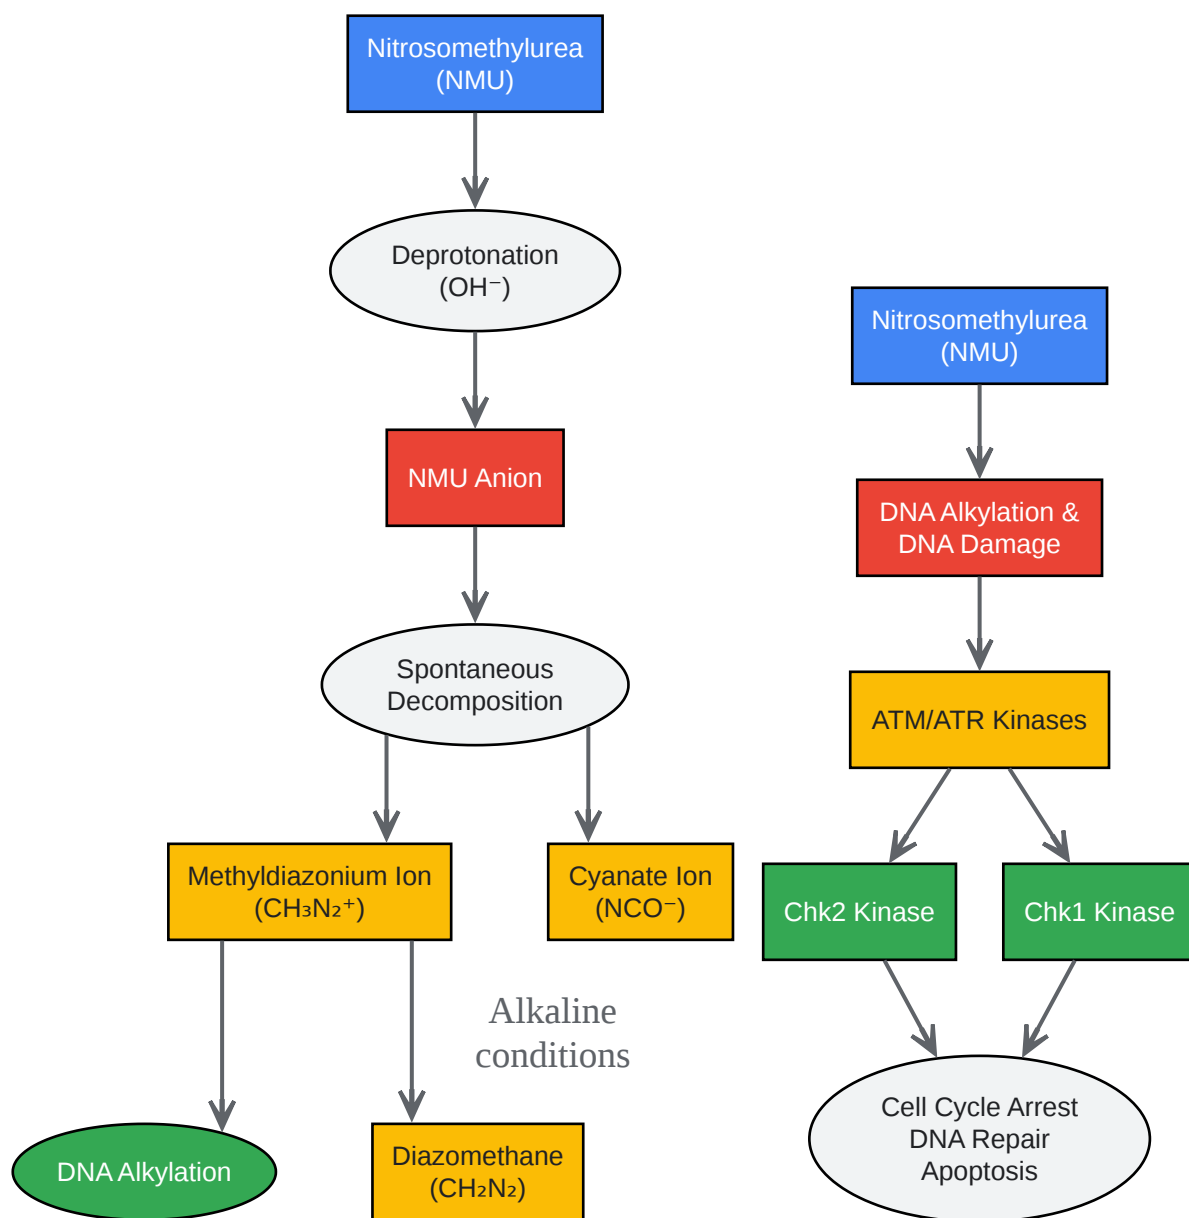 Nitrosomethylurea
(NMU)
Deprotonation
(OH⁻)
NMU Anion
Spontaneous
Decomposition
Methyldiazonium Ion
(CH₃N₂⁺)
Cyanate Ion
(NCO⁻)
Alkaline
conditions
DNA Alkylation
Diazomethane
(CH₂N₂)
Nitrosomethylurea
(NMU)
DNA Alkylation &
DNA Damage
ATM/ATR Kinases
Chk2 Kinase
Chk1 Kinase
Cell Cycle Arrest
DNA Repair
Apoptosis